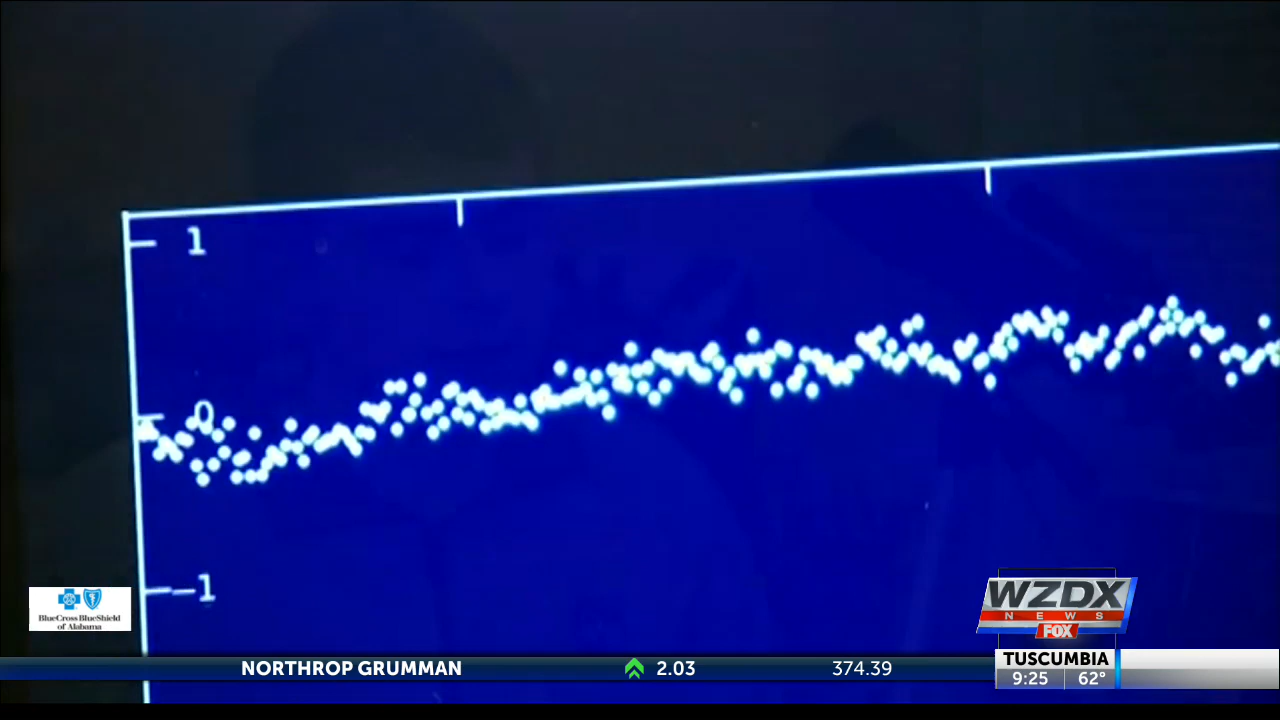 1
0
−1
BlueCross BlueShield
of Alabama
WZDX
NEWS
FOX
NORTHROP GRUMMAN 2.03 374.39
TUSCUMBIA
9:25 62°